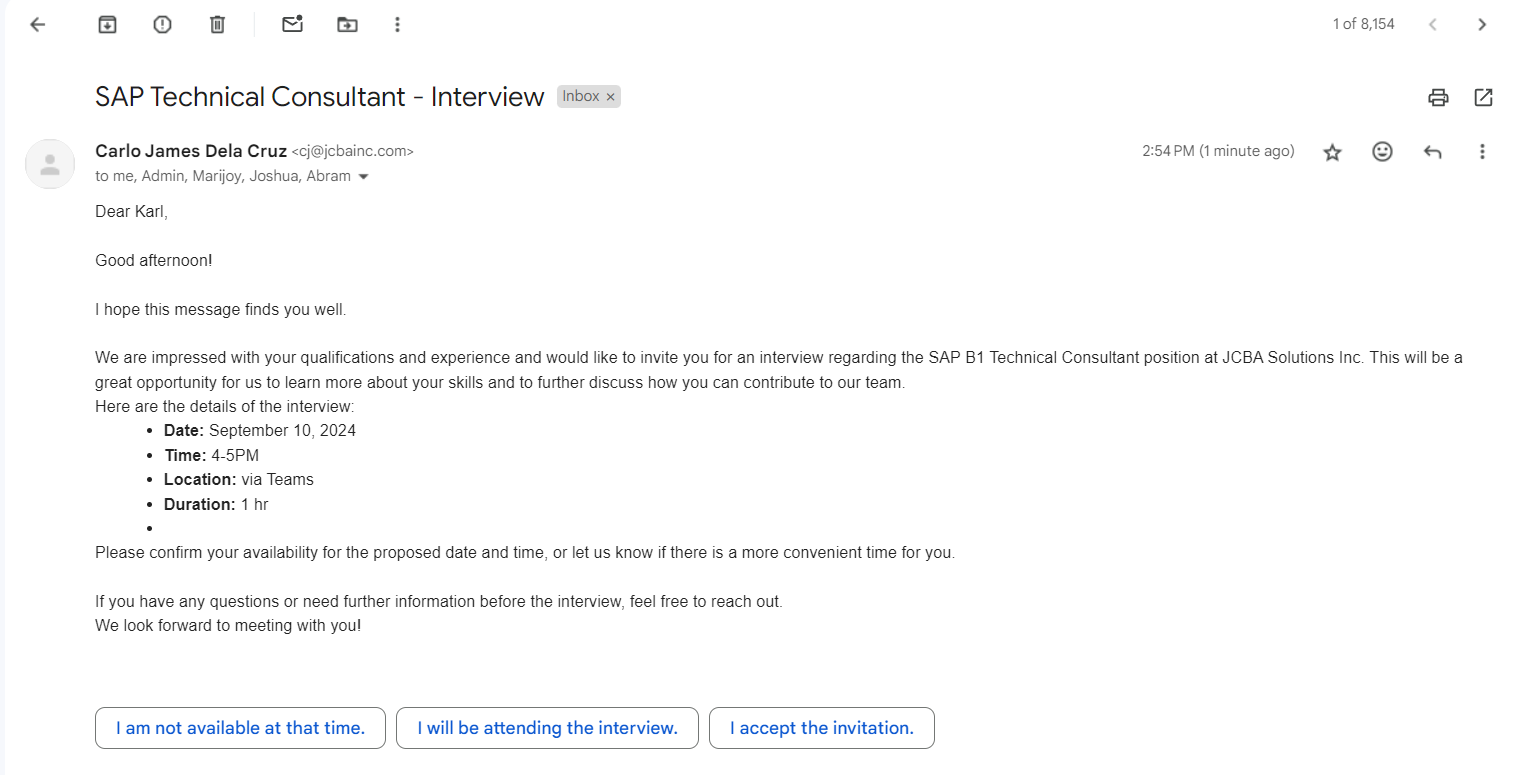 1 of 8,154
SAP Technical Consultant - Interview Inbox ×
Carlo James Dela Cruz <cj@jcbainc.com>
2:54 PM (1 minute ago)
to me, Admin, Marijoy, Joshua, Abram
Dear Karl,
Good afternoon!
I hope this message finds you well.
We are impressed with your qualifications and experience and would like to invite you for an interview regarding the SAP B1 Technical Consultant position at JCBA Solutions Inc. This will be a
great opportunity for us to learn more about your skills and to further discuss how you can contribute to our team.
Here are the details of the interview:
• Date: September 10, 2024
• Time: 4-5PM
• Location: via Teams
• Duration: 1 hr
•
Please confirm your availability for the proposed date and time, or let us know if there is a more convenient time for you.
If you have any questions or need further information before the interview, feel free to reach out.
We look forward to meeting with you!
I am not available at that time.
I will be attending the interview.
I accept the invitation.